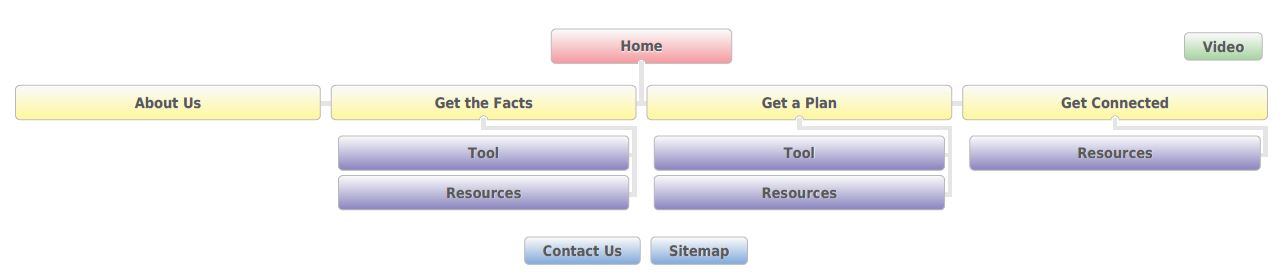 Home
Video
About Us
Get the Facts
Get a Plan
Get Connected
Tool
Tool
Resources
Resources
Resources
Contact Us
Sitemap